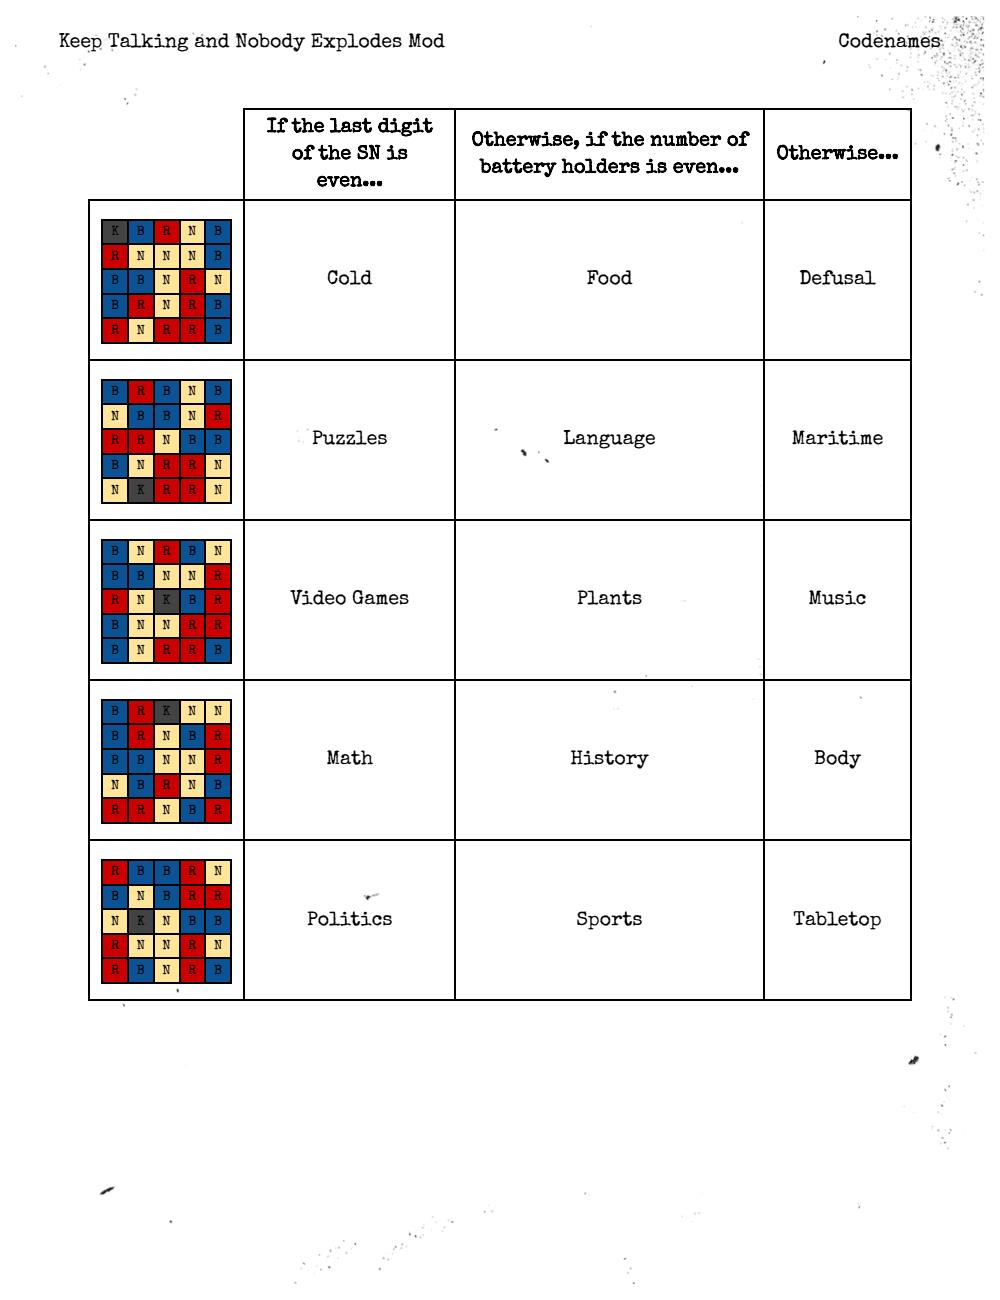 Keep Talking and Nobody Explodes Mod
Codenames
If the last digit of the SN is even...
Otherwise, if the number of battery holders is even...
Otherwise...
K B R N B
R N N N B
B B N R N
B R N R B
R N R R B
Cold
Food
Defusal
B R B N B
N B B N R
R R N B B
B N R R N
N K R R N
Puzzles
Language
Maritime
B N R B N
B B N N R
R N K B R
B N N R R
B N R R B
Video Games
Plants
Music
B R K N N
B R N B R
B B N N R
N B R N B
R R N B R
Math
History
Body
R B B R N
B N B R R
N K N B B
R N N R N
R B N R B
Politics
Sports
Tabletop